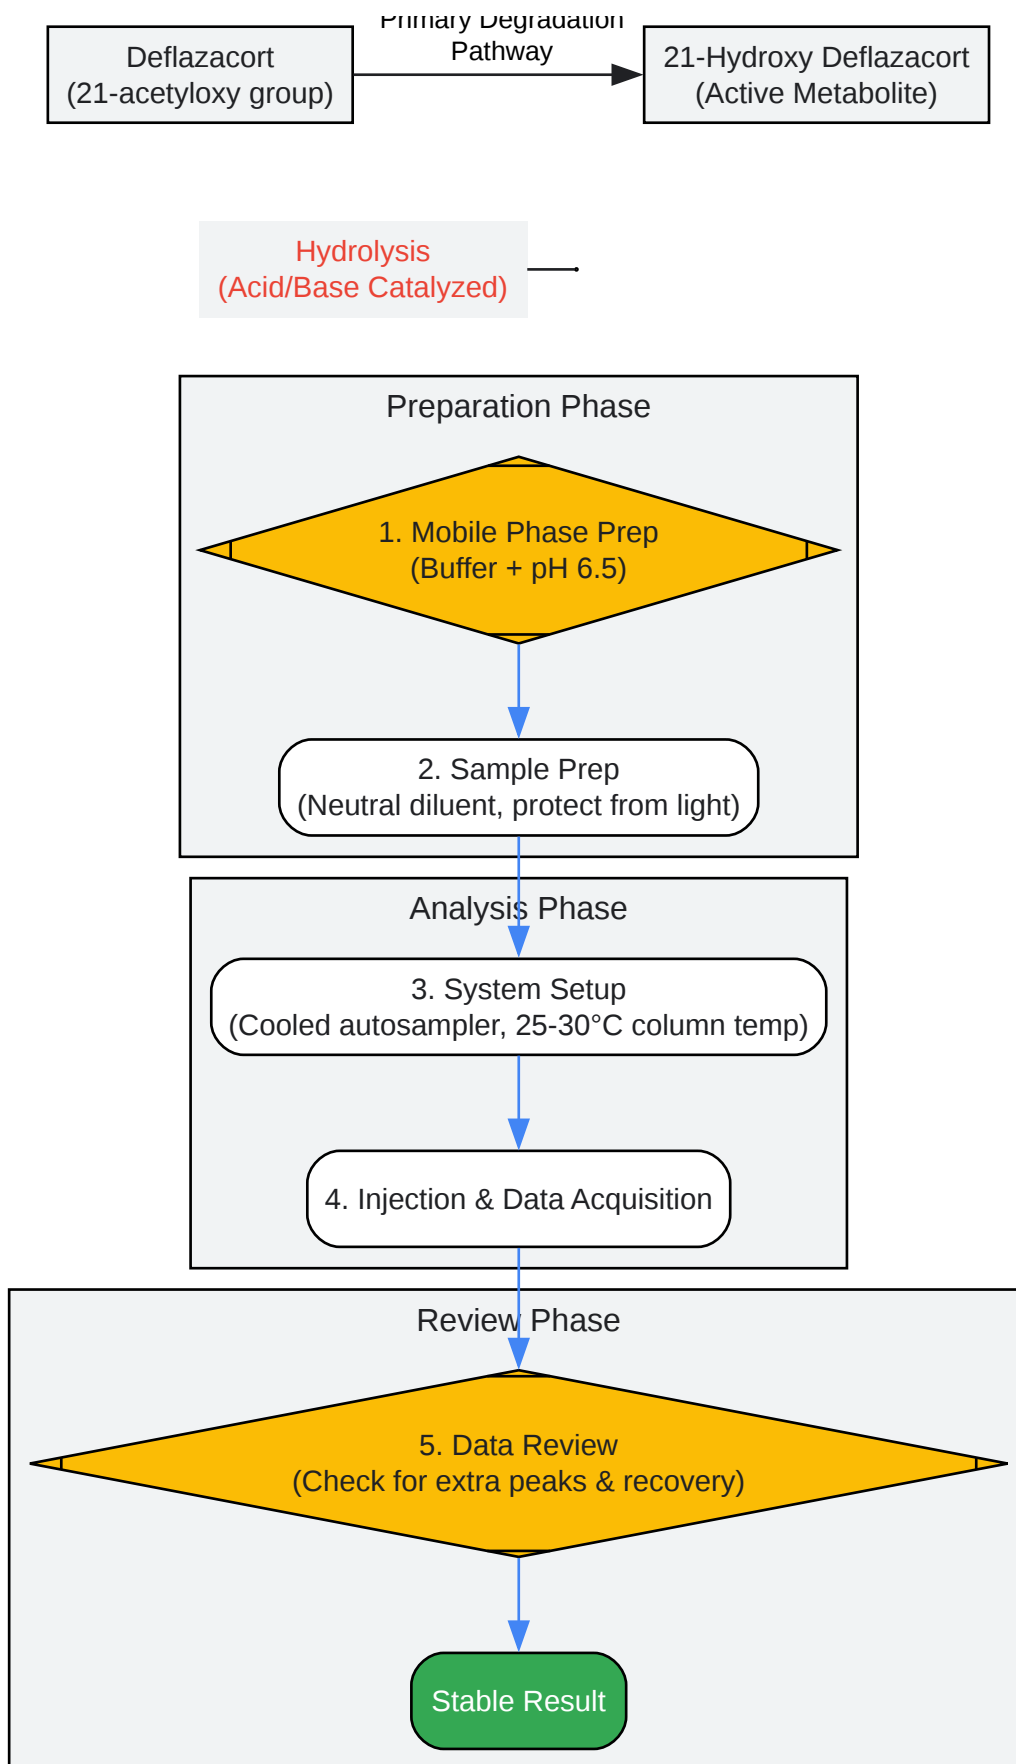 Primary Degradation
Pathway
Deflazacort
(21-acetyloxy group)
21-Hydroxy Deflazacort
(Active Metabolite)
Hydrolysis
(Acid/Base Catalyzed)
Preparation Phase
1. Mobile Phase Prep
(Buffer + pH 6.5)
2. Sample Prep
(Neutral diluent, protect from light)
Analysis Phase
3. System Setup
(Cooled autosampler, 25-30°C column temp)
4. Injection & Data Acquisition
Review Phase
5. Data Review
(Check for extra peaks & recovery)
Stable Result